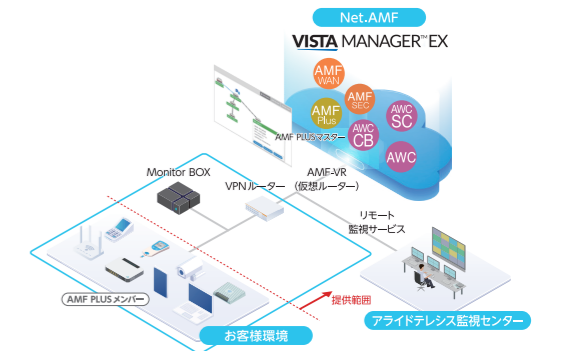 Net.AMF
VISTA MANAGER™ EX
AMF
WAN
AMF
SEC
AMF
Plus
AWC
SC
AMF PLUSマスター
AWC
CB
AWC
Monitor BOX
VPNルーター
AMF-VR
（仮想ルーター）
リモート
監視サービス
AMF PLUSメンバー
提供範囲
お客様環境
アライドテレシス監視センター